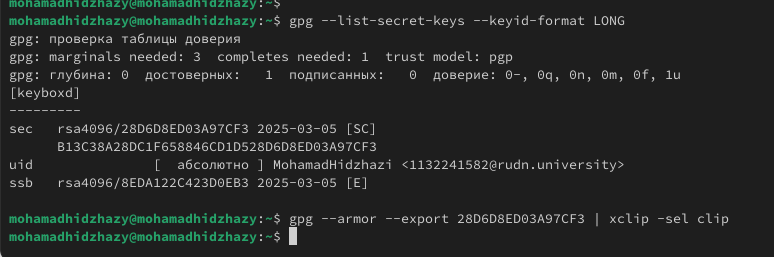 mohamadhidzhazy@mohamadhidzhazy:~$
mohamadhidzhazy@mohamadhidzhazy:~$ gpg --list-secret-keys --keyid-format LONG
gpg: проверка таблицы доверия
gpg: marginals needed: 3  completes needed: 1  trust model: pgp
gpg: глубина: 0  достоверных:   1  подписанных:   0  доверие: 0-, 0q, 0n, 0m, 0f, 1u
[keyboxd]
---------
sec   rsa4096/28D6D8ED03A97CF3 2025-03-05 [SC]
      B13C38A28DC1F658846CD1D528D6D8ED03A97CF3
uid                 [  абсолютно ] MohamadHidzhazi <1132241582@rudn.university>
ssb   rsa4096/8EDA122C423D0EB3 2025-03-05 [E]
mohamadhidzhazy@mohamadhidzhazy:~$ gpg --armor --export 28D6D8ED03A97CF3 | xclip -sel clip
mohamadhidzhazy@mohamadhidzhazy:~$